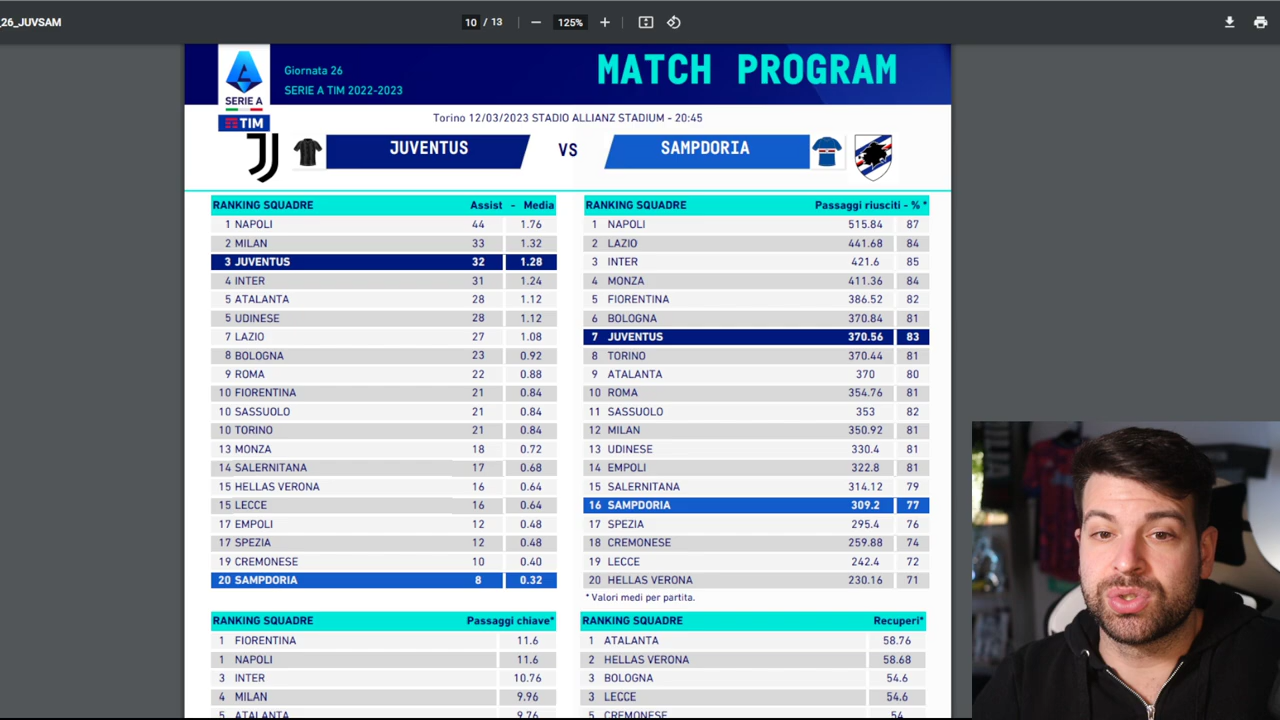 _26_JUVSAM
10 / 13
125%
SERIE A
TIM
Giornata 26
SERIE A TIM 2022-2023
MATCH PROGRAM
Torino 12/03/2023 STADIO ALLIANZ STADIUM - 20:45
JUVENTUS
VS
SAMPDORIA
RANKING SQUADRE Assist - Media
1 NAPOLI 44 1.76
2 MILAN 33 1.32
3 JUVENTUS 32 1.28
4 INTER 31 1.24
5 ATALANTA 28 1.12
5 UDINESE 28 1.12
7 LAZIO 27 1.08
8 BOLOGNA 23 0.92
9 ROMA 22 0.88
10 FIORENTINA 21 0.84
10 SASSUOLO 21 0.84
10 TORINO 21 0.84
13 MONZA 18 0.72
14 SALERNITANA 17 0.68
15 HELLAS VERONA 16 0.64
15 LECCE 16 0.64
17 EMPOLI 12 0.48
17 SPEZIA 12 0.48
19 CREMONESE 10 0.40
20 SAMPDORIA 8 0.32
RANKING SQUADRE Passaggi riusciti - % *
1 NAPOLI 515.84 87
2 LAZIO 441.68 84
3 INTER 421.6 85
4 MONZA 411.36 84
5 FIORENTINA 386.52 82
6 BOLOGNA 370.84 81
7 JUVENTUS 370.56 83
8 TORINO 370.44 81
9 ATALANTA 370 80
10 ROMA 354.76 81
11 SASSUOLO 353 82
12 MILAN 350.92 81
13 UDINESE 330.4 81
14 EMPOLI 322.8 81
15 SALERNITANA 314.12 79
16 SAMPDORIA 309.2 77
17 SPEZIA 295.4 76
18 CREMONESE 259.88 74
19 LECCE 242.4 72
20 HELLAS VERONA 230.16 71
* Valori medi per partita.
RANKING SQUADRE Passaggi chiave*
1 FIORENTINA 11.6
1 NAPOLI 11.6
3 INTER 10.76
4 MILAN 9.96
5 ATALANTA 9.76
RANKING SQUADRE Recuperi*
1 ATALANTA 58.76
2 HELLAS VERONA 58.68
3 BOLOGNA 54.6
3 LECCE 54.6
5 CREMONESE 54